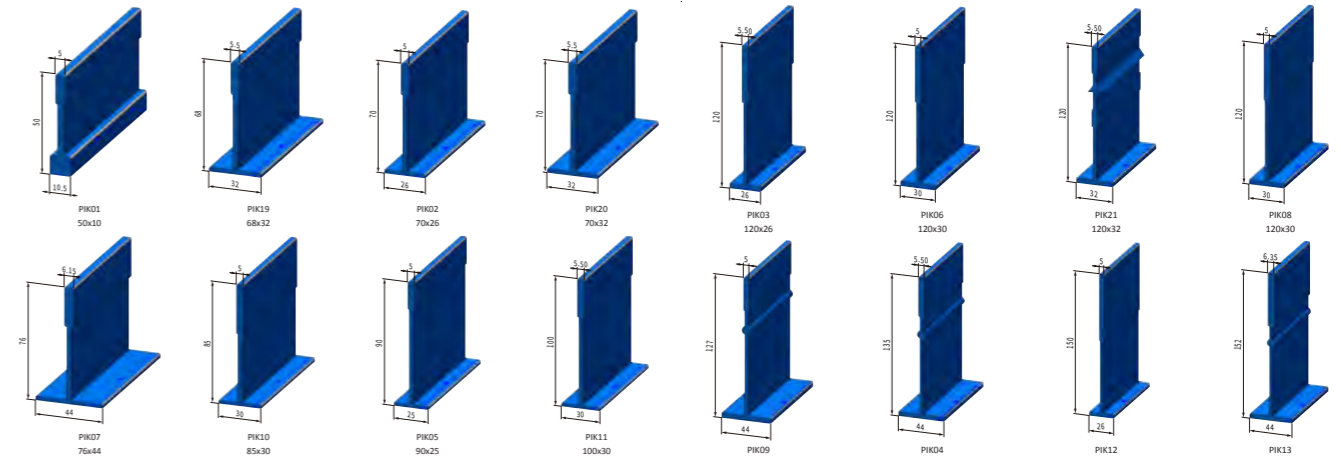 5
50
10.5
PIK01
50x10
5.5
68
32
PIK19
68x32
5
70
26
PIK02
70x26
5.5
70
32
PIK20
70x32
5.50
120
26
PIK03
120x26
5
120
30
PIK06
120x30
5.50
120
32
PIK21
120x32
5
120
30
PIK08
120x30
6.15
76
44
PIK07
76x44
5
85
30
PIK10
85x30
5
90
25
PIK05
90x25
5.50
100
30
PIK11
100x30
5
127
44
PIK09
5.50
135
44
PIK04
5
150
26
PIK12
6.35
152
44
PIK13